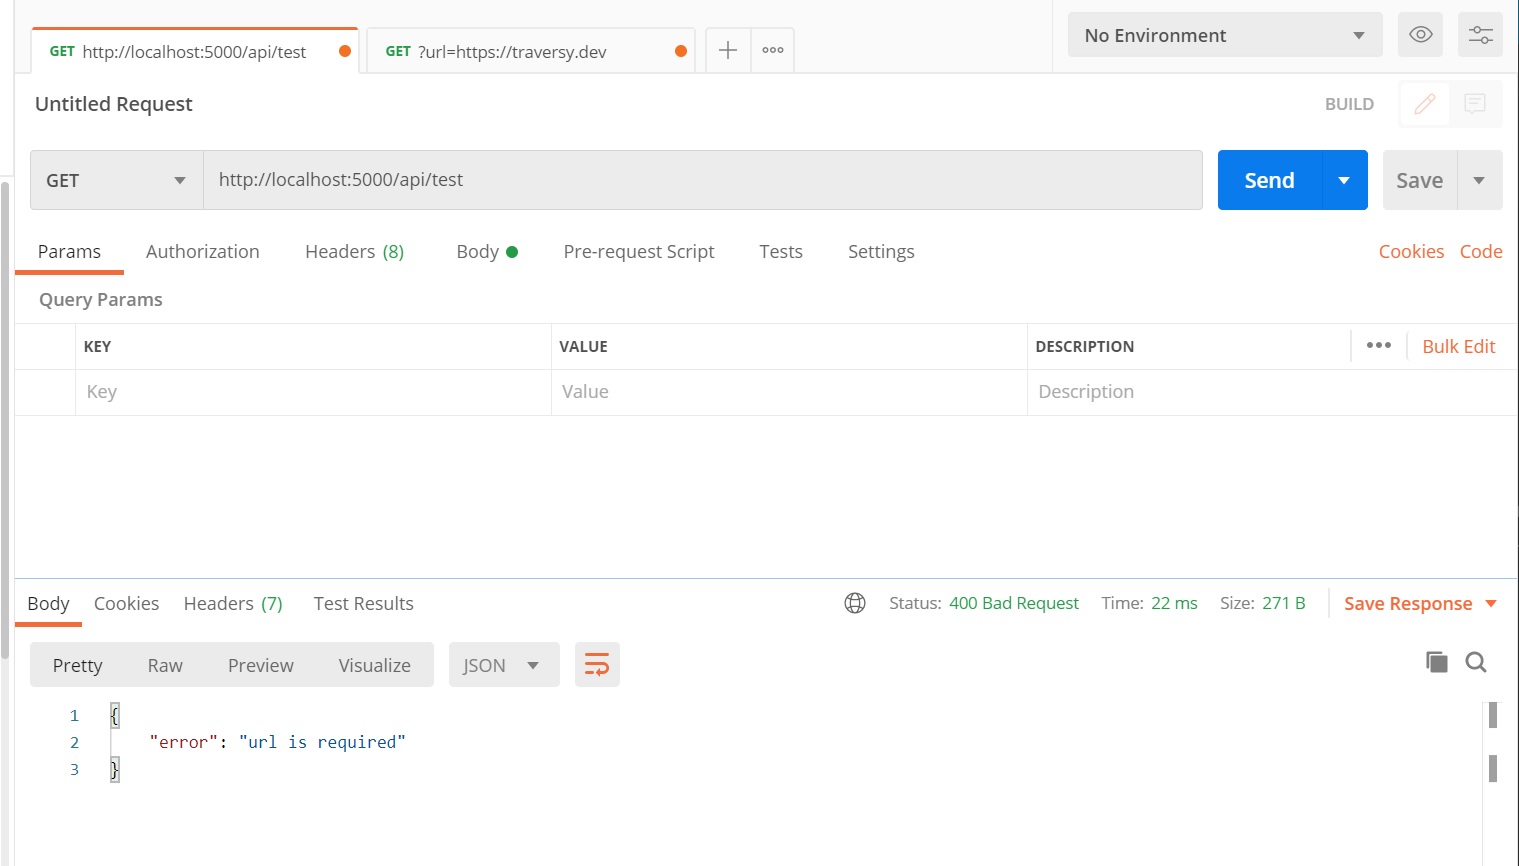 GET http://localhost:5000/api/test GET ?url=https://traversy.dev No Environment
Untitled Request BUILD
GET http://localhost:5000/api/test Send Save
Params Authorization Headers (8) Body Pre-request Script Tests Settings Cookies Code
Query Params
KEY VALUE DESCRIPTION Bulk Edit
Key Value Description
Body Cookies Headers (7) Test Results Status: 400 Bad Request Time: 22 ms Size: 271 B Save Response
Pretty Raw Preview Visualize JSON
1 {
2 "error": "url is required"
3 }